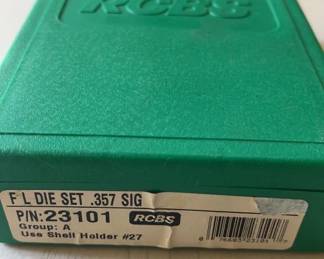 RCBS
F L DIE SET .357 SIG
P/N:23101 RCBS
Group: A
Use Shell Holder #27